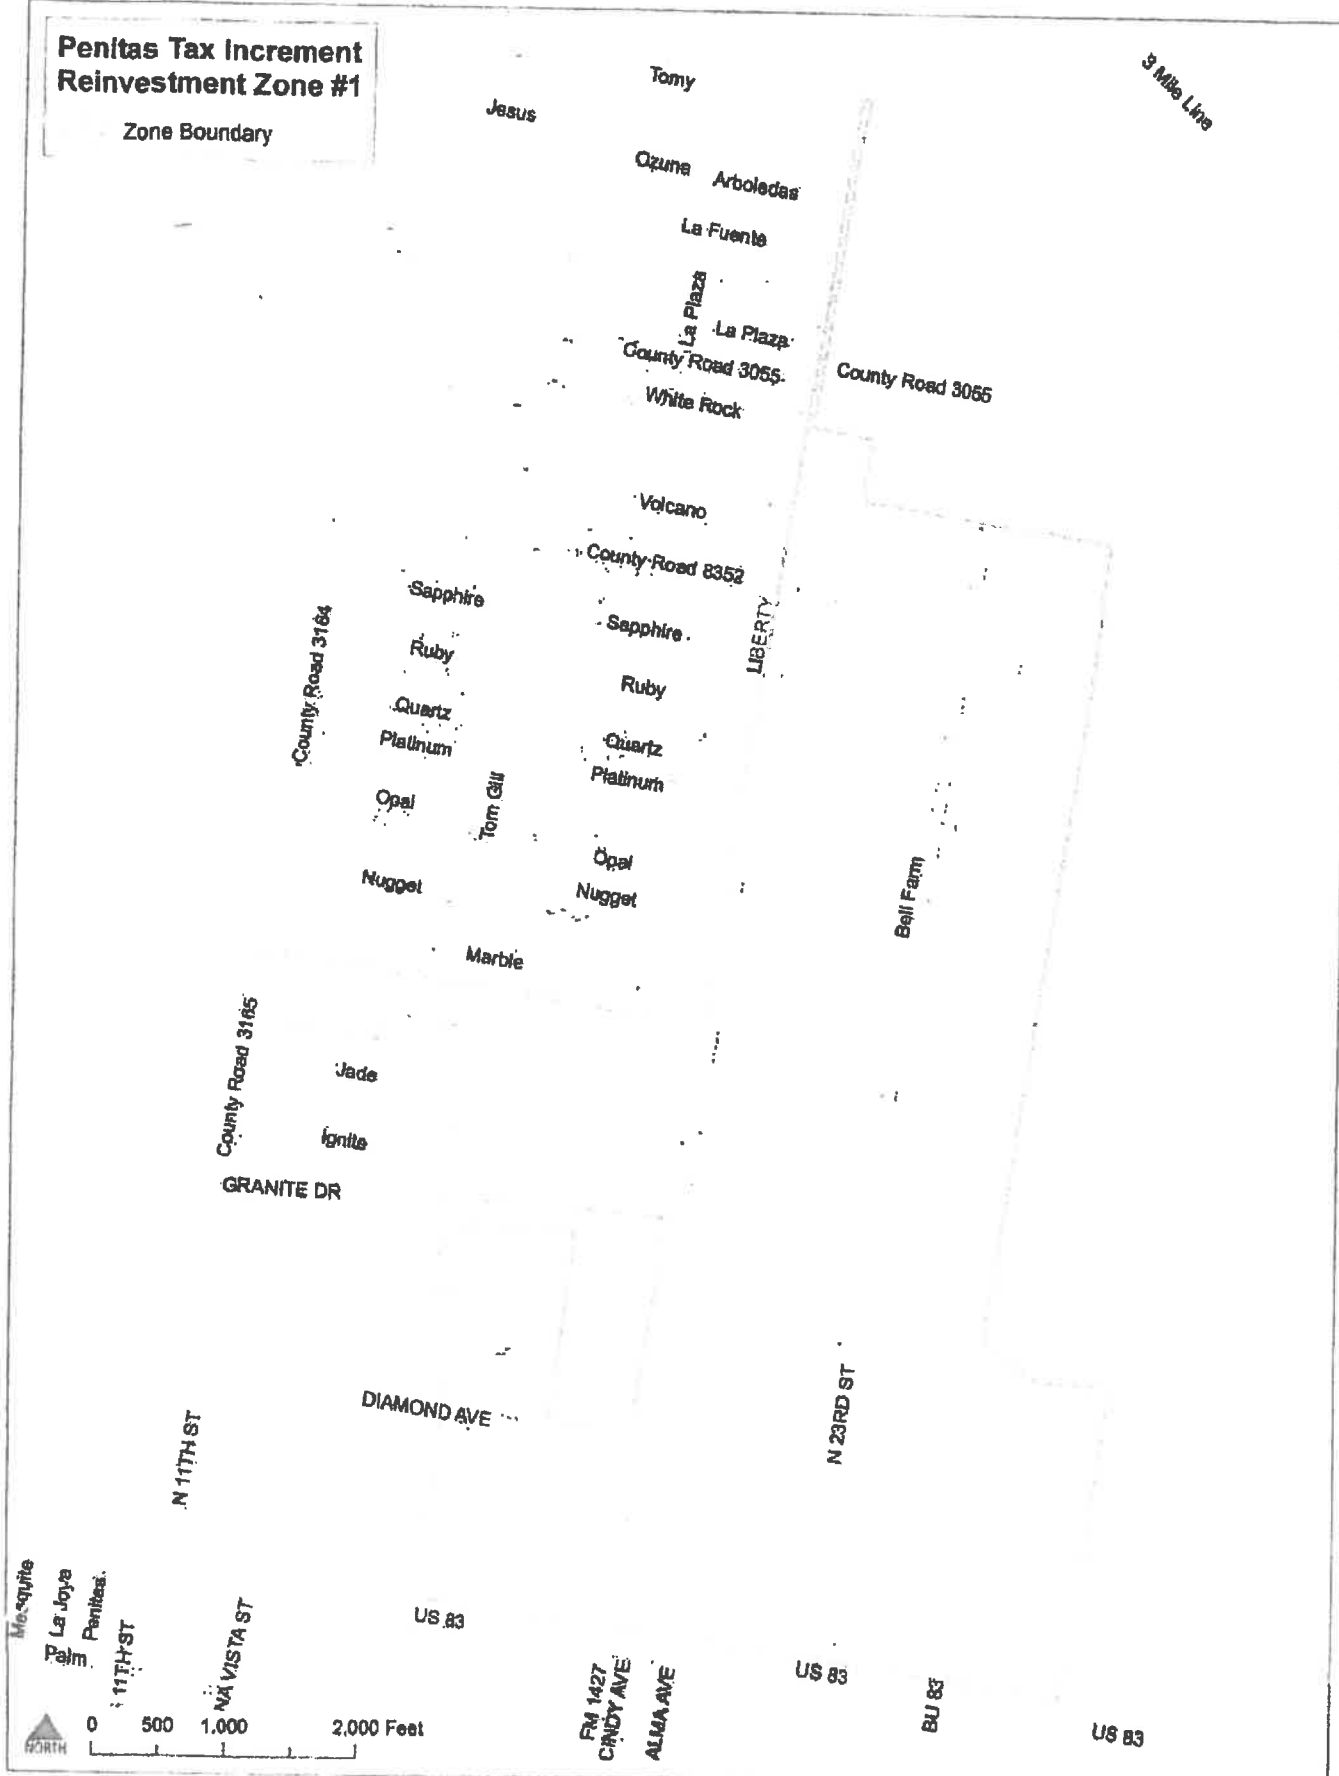 Penitas Tax Increment
Reinvestment Zone #1
Zone Boundary
Tomy
3 Mile Line
Jesus
Ozuna
Arboledas
La Fuente
La Plaza
La Plaza
County Road 3055
County Road 3055
White Rock
Volcano
County Road 8352
Sapphire
Sapphire
LIBERTY
County Road 3164
Ruby
Ruby
Quartz
Quartz
Platinum
Platinum
Opal
Tom Gill
Opal
Nugget
Nugget
Bell Farm
Marble
County Road 3165
Jade
Ignite
GRANITE DR
DIAMOND AVE
N 23RD ST
N 11TH ST
Mesquite
La Joya
Penitas
Palm
11TH ST
NA VISTA ST
US 83
FM 1427
CINDY AVE
ALMA AVE
US 83
BU 83
US 83
NORTH
0 500 1,000 2,000 Feet